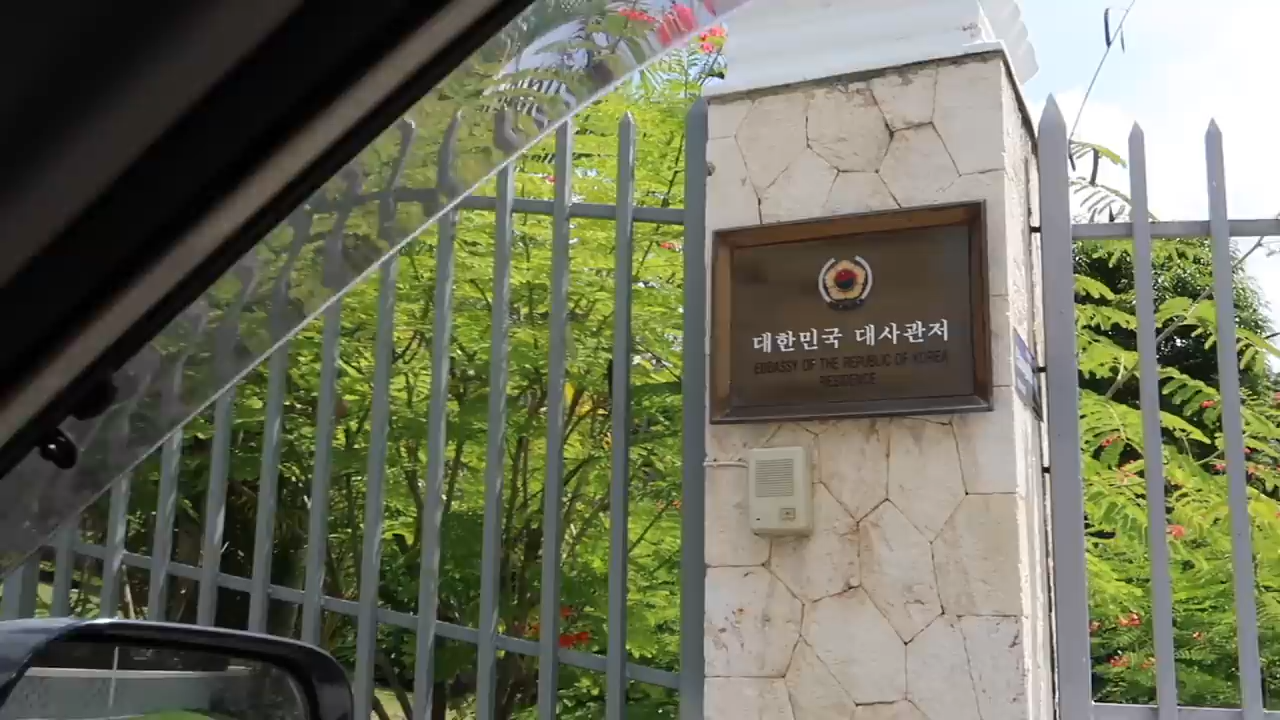 대한민국 대사관저
EMBASSY OF THE REPUBLIC OF KOREA
RESIDENCE